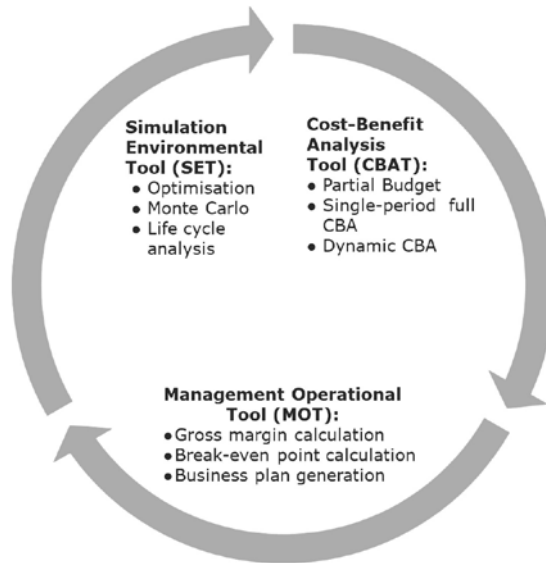 Simulation
Environmental
Tool (SET):
• Optimisation
• Monte Carlo
• Life cycle
analysis
Cost-Benefit
Analysis
Tool (CBAT):
• Partial Budget
• Single-period full
CBA
• Dynamic CBA
Management Operational
Tool (MOT):
•Gross margin calculation
•Break-even point calculation
•Business plan generation